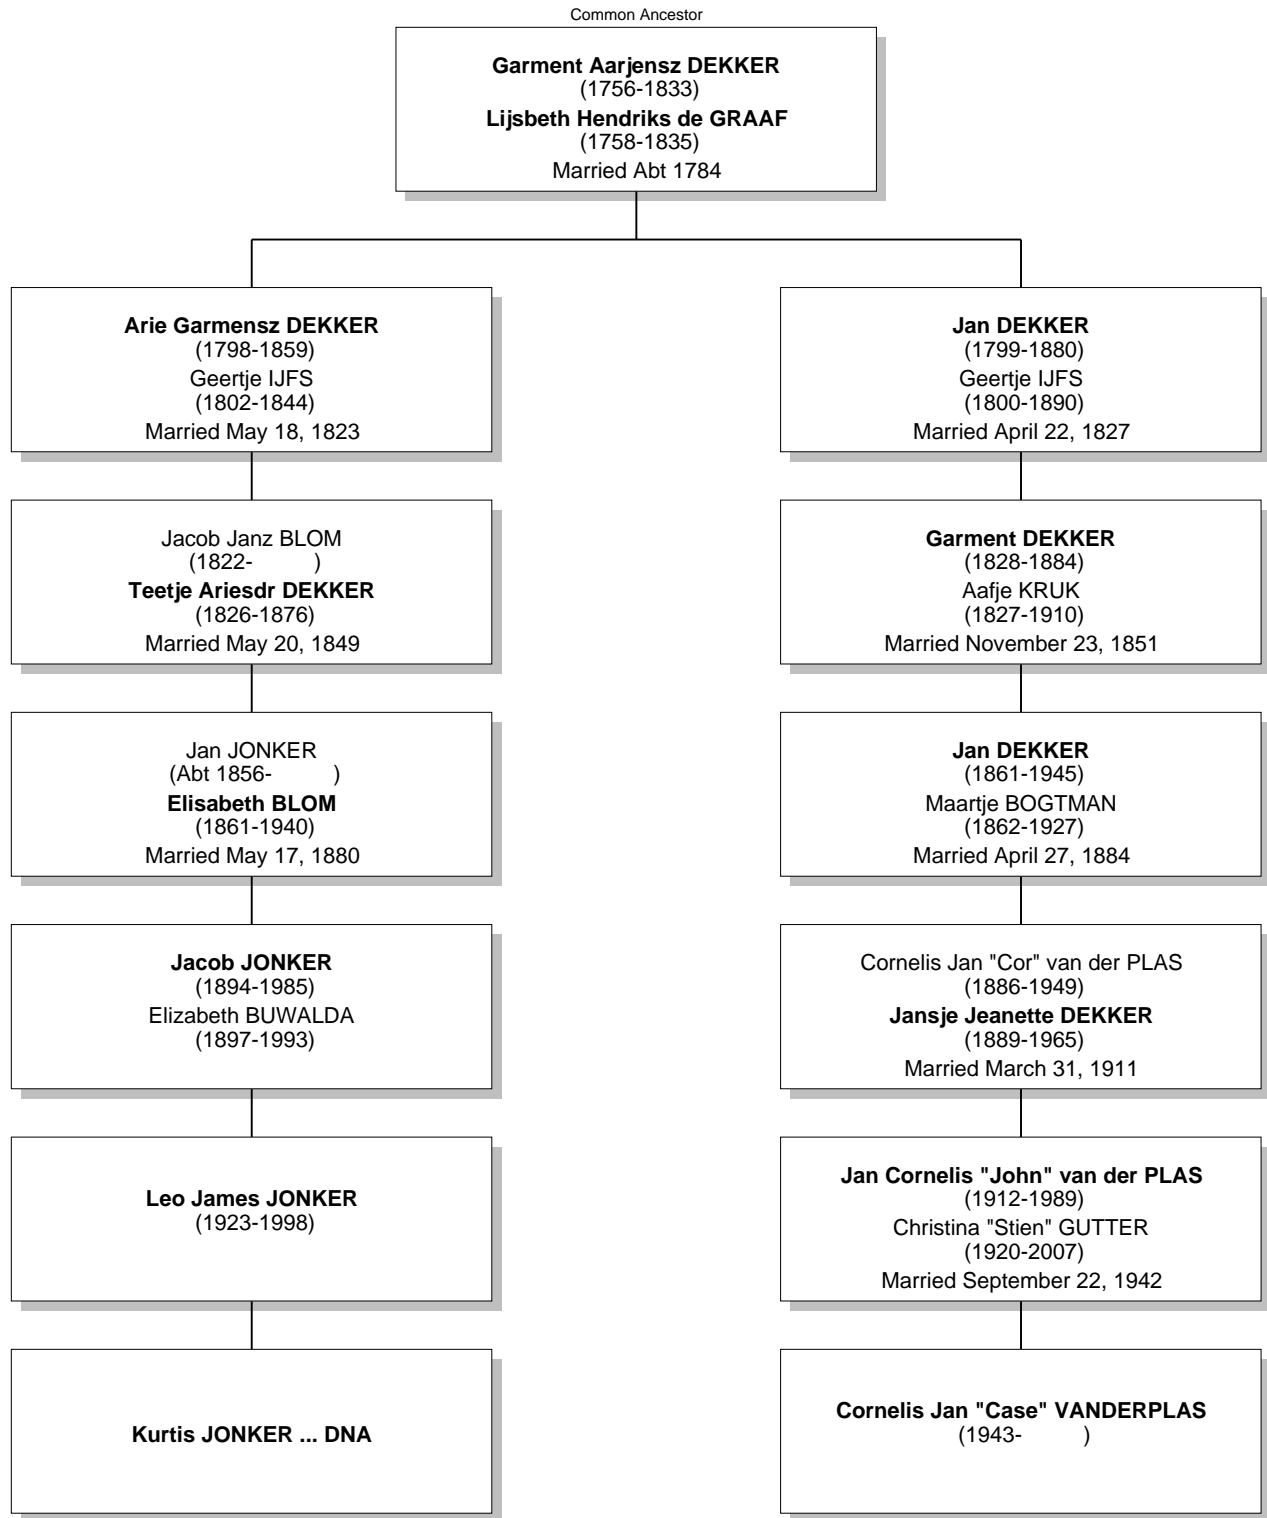 Common Ancestor
Garment Aarjensz DEKKER
(1756-1833)
Lijsbeth Hendriks de GRAAF
(1758-1835)
Married Abt 1784
Arie Garmensz DEKKER
(1798-1859)
Geertje IJFS
(1802-1844)
Married May 18, 1823
Jan DEKKER
(1799-1880)
Geertje IJFS
(1800-1890)
Married April 22, 1827
Jacob Janz BLOM
(1822- )
Teetje Ariesdr DEKKER
(1826-1876)
Married May 20, 1849
Garment DEKKER
(1828-1884)
Aafje KRUK
(1827-1910)
Married November 23, 1851
Jan JONKER
(Abt 1856- )
Elisabeth BLOM
(1861-1940)
Married May 17, 1880
Jan DEKKER
(1861-1945)
Maartje BOGTMAN
(1862-1927)
Married April 27, 1884
Jacob JONKER
(1894-1985)
Elizabeth BUWALDA
(1897-1993)
Cornelis Jan "Cor" van der PLAS
(1886-1949)
Jansje Jeanette DEKKER
(1889-1965)
Married March 31, 1911
Leo James JONKER
(1923-1998)
Jan Cornelis "John" van der PLAS
(1912-1989)
Christina "Stien" GUTTER
(1920-2007)
Married September 22, 1942
Kurtis JONKER ... DNA
Cornelis Jan "Case" VANDERPLAS
(1943- )